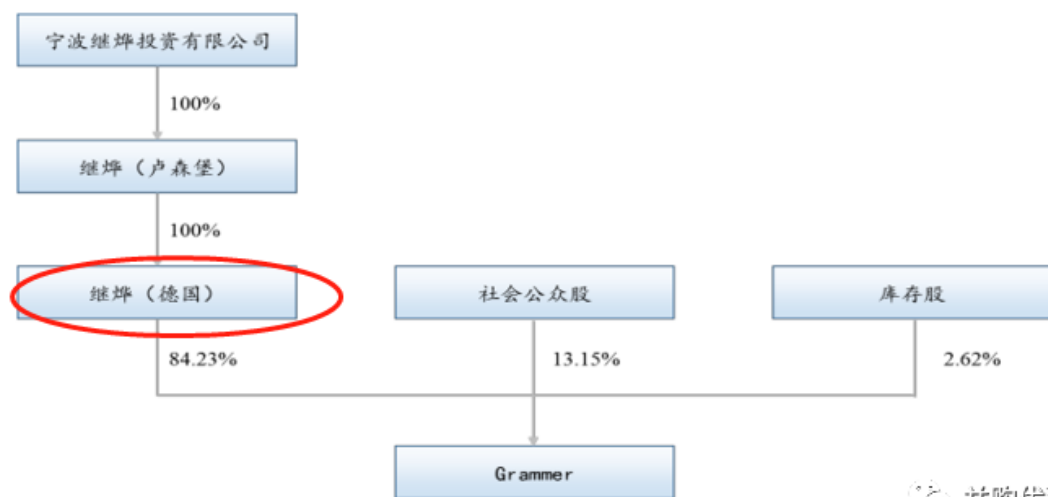 宁波继烨投资有限公司
100%
继烨（卢森堡）
100%
继烨（德国）
社会公众股
库存股
84.23%
13.15%
2.62%
Grammer